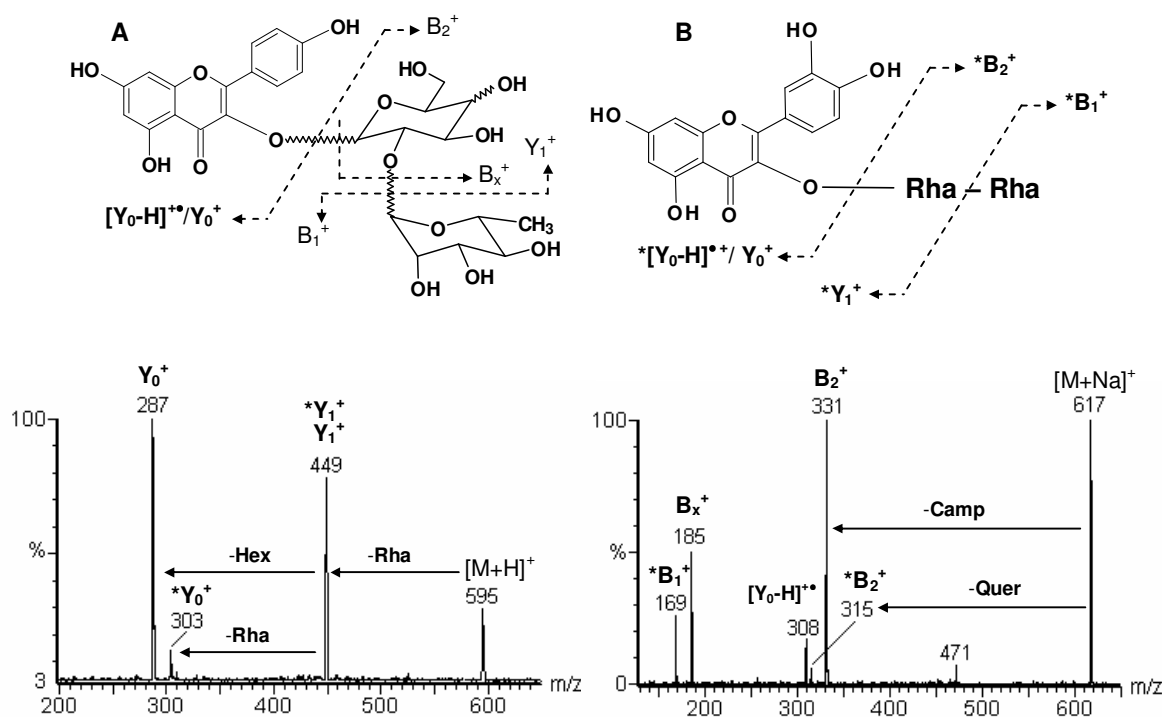 A
OH
B₂⁺
HO
O
OH
O
O
HO
O
OH
OH
O
Y₁⁺
Bₓ⁺
[Y₀-H]⁺•/Y₀⁺
B₁⁺
O
CH₃
OH
OH
OH
B
HO
OH
*B₂⁺
*B₁⁺
HO
O
OH
O
O
Rha – Rha
*[Y₀-H]•⁺/ Y₀⁺
*Y₁⁺
Y₀⁺
287
100
*Y₁⁺
Y₁⁺
449
%
-Hex
-Rha
[M+H]⁺
595
*Y₀⁺
303
-Rha
3
200
300
400
500
600
m/z
B₂⁺
331
[M+Na]⁺
617
100
-Camp
Bₓ⁺
185
%
*B₁⁺
169
[Y₀-H]⁺•
308
*B₂⁺
315
-Quer
471
0
200
300
400
500
600
m/z